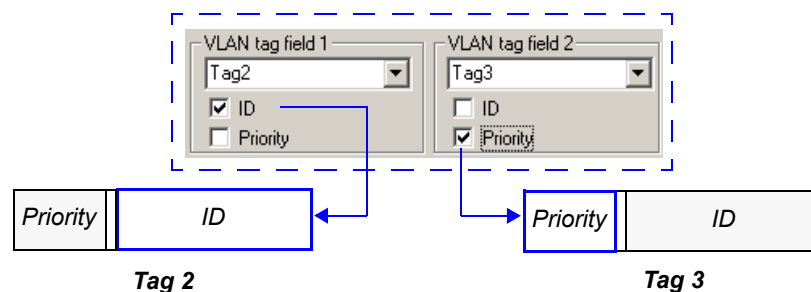 VLAN tag field 1
VLAN tag field 2
Tag2
Tag3
ID
ID
Priority
Priority
Priority
ID
Priority
ID
Tag 2
Tag 3